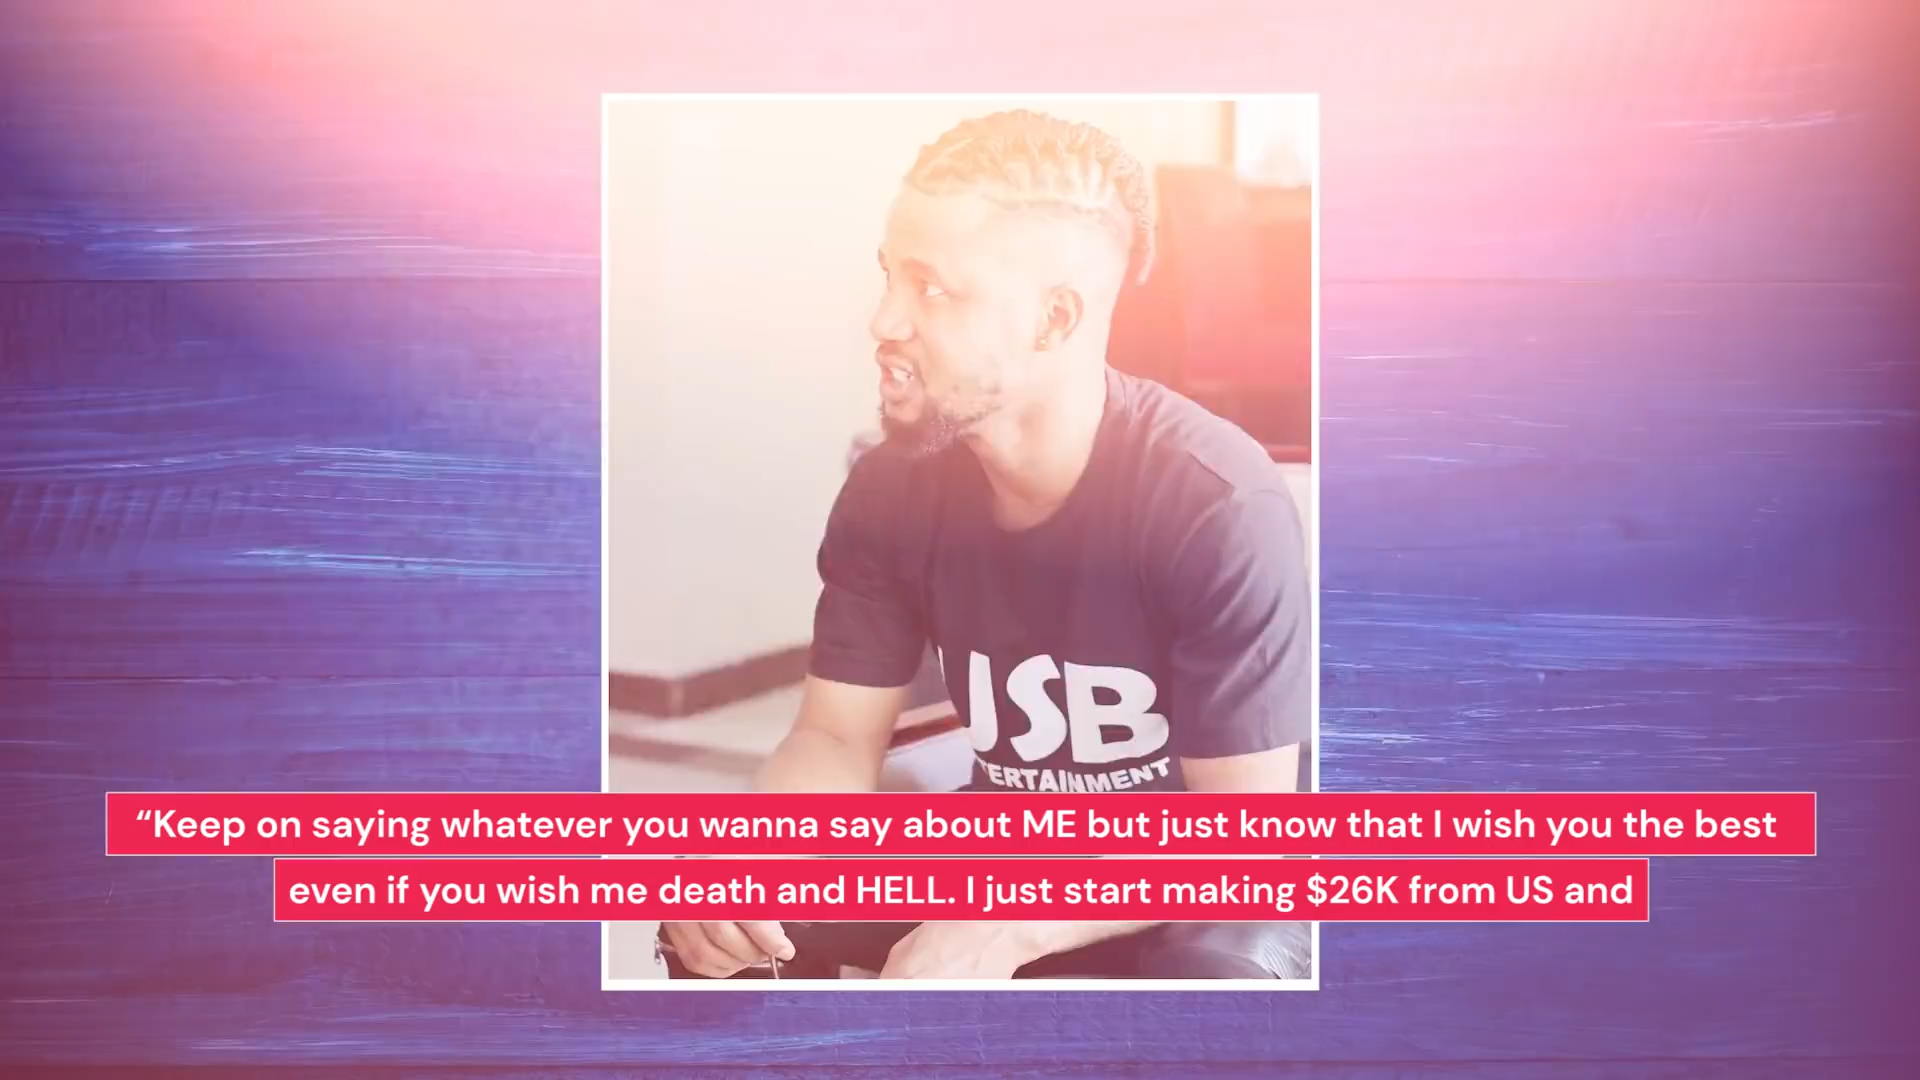 USB
TERTAINMENT
“Keep on saying whatever you wanna say about ME but just know that I wish you the best
even if you wish me death and HELL. I just start making $26K from US and